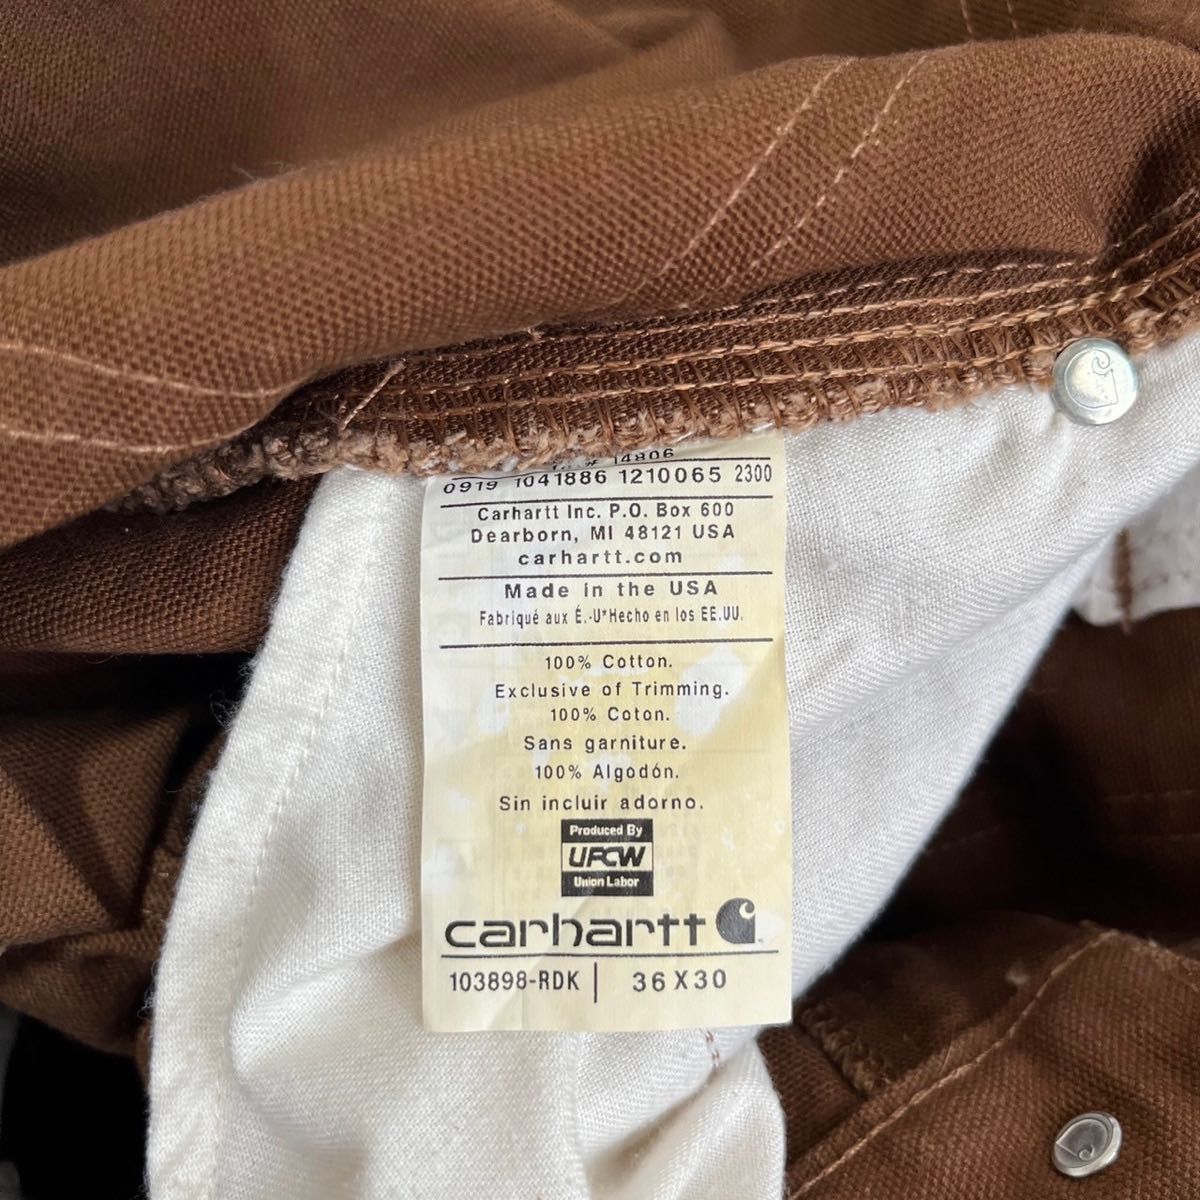 # 14806
0919 1041886 1210065 2300
Carhartt Inc. P.O. Box 600
Dearborn, MI 48121 USA
carhartt.com
Made in the USA
Fabriqué aux É.-U*Hecho en los EE.UU.
100% Cotton.
Exclusive of Trimming.
100% Coton.
Sans garniture.
100% Algodón.
Sin incluir adorno.
Produced By
UFCW
Union Labor
carhartt
103898-RDK | 36 X 30